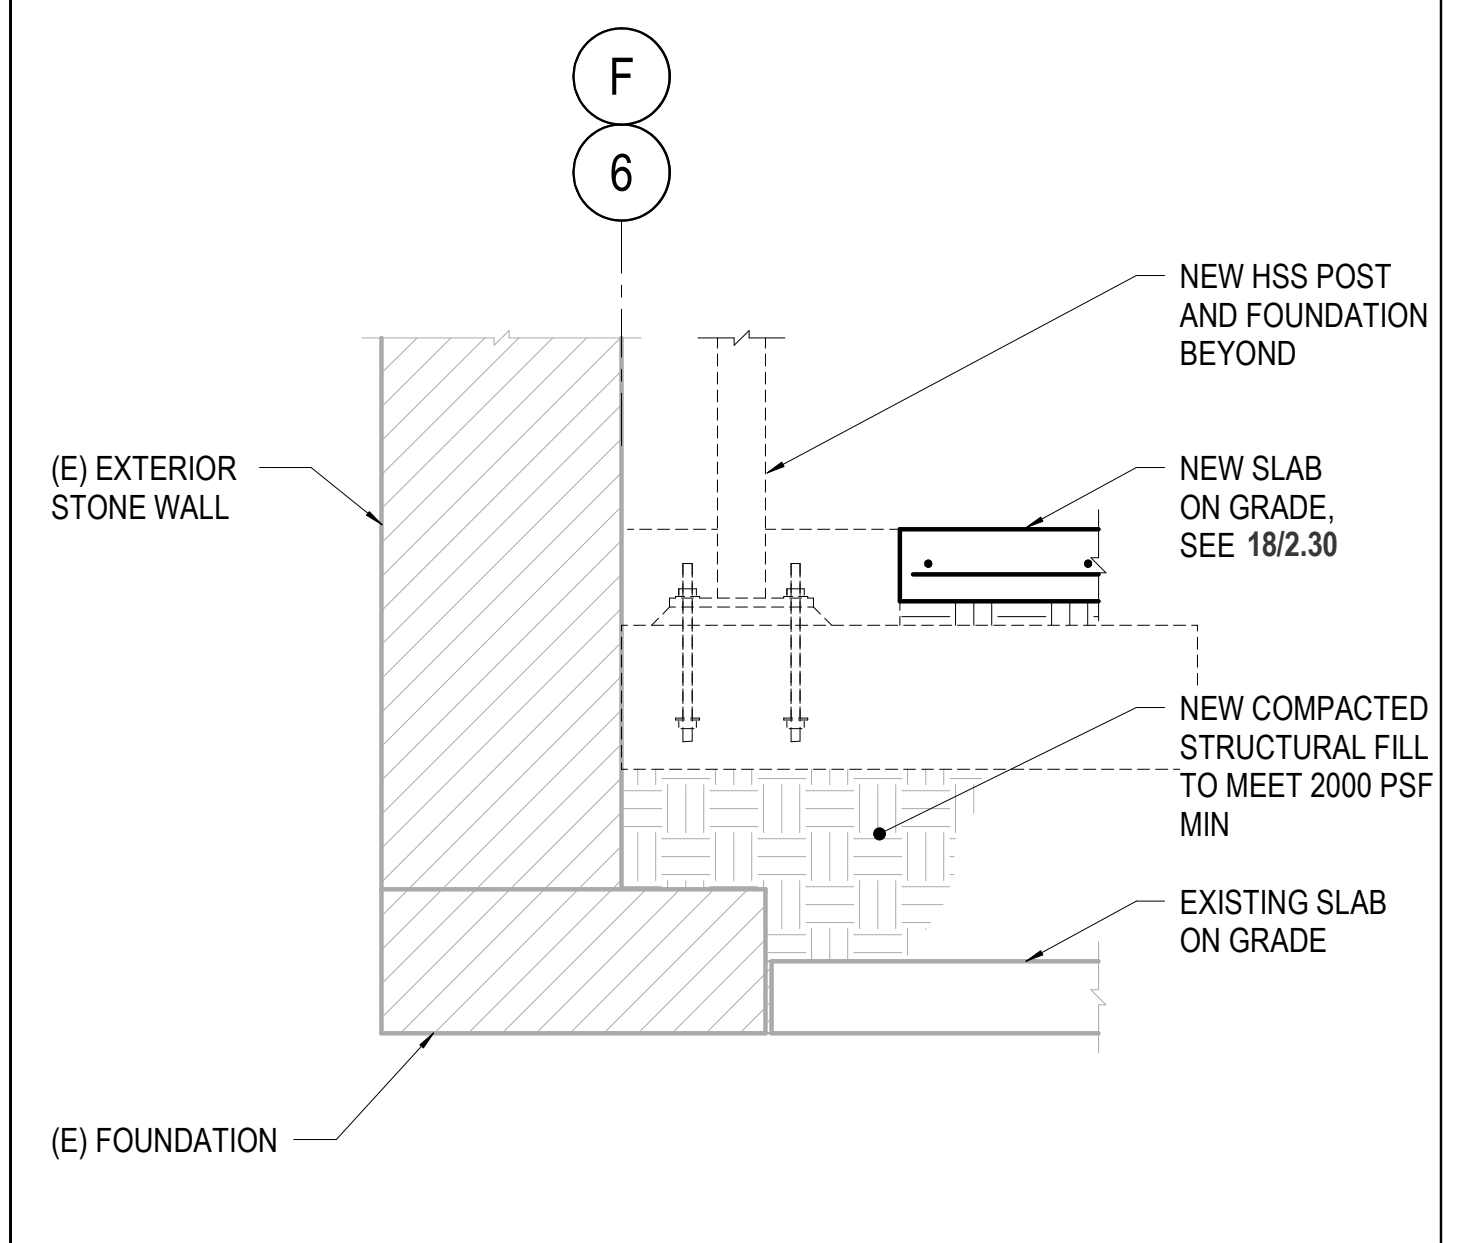 F
6
NEW HSS POST
AND FOUNDATION
BEYOND
(E) EXTERIOR
STONE WALL
NEW SLAB
ON GRADE,
SEE 18/2.30
NEW COMPACTED
STRUCTURAL FILL
TO MEET 2000 PSF
MIN
EXISTING SLAB
ON GRADE
(E) FOUNDATION